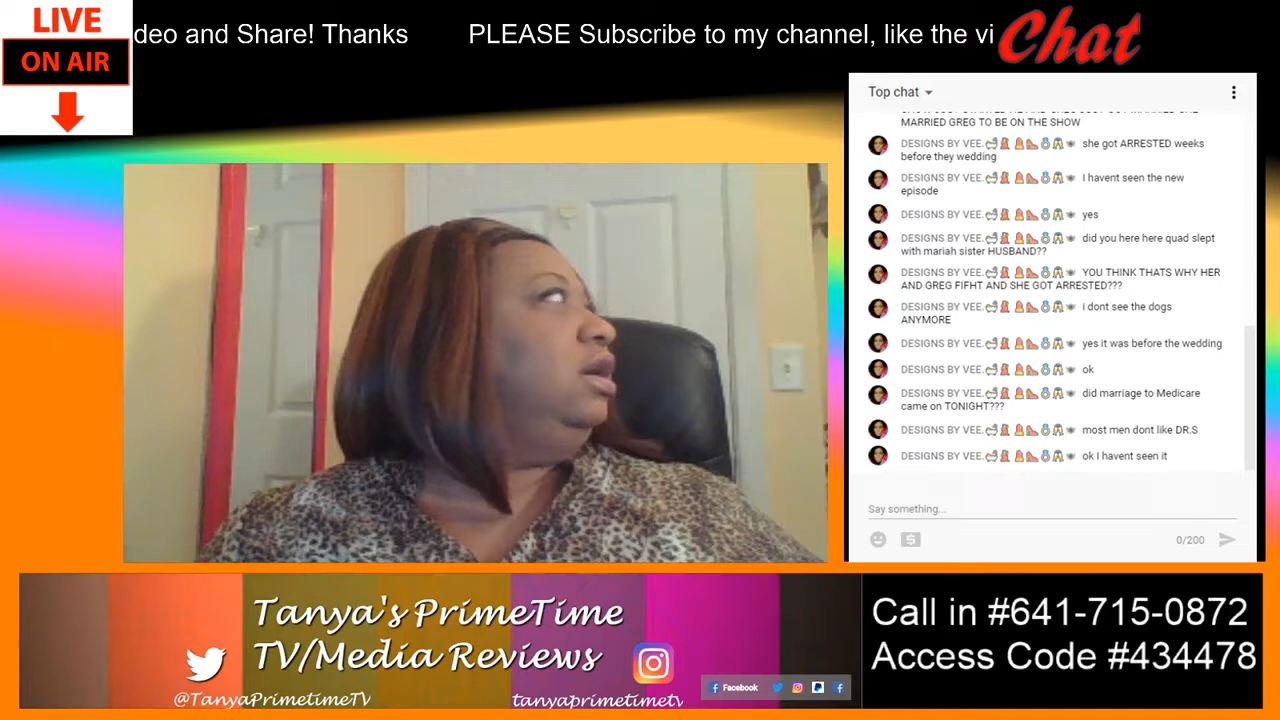 LIVE
ON AIR
deo and Share! Thanks PLEASE Subscribe to my channel, like the vi
Chat
Top chat
MARRIED GREG TO BE ON THE SHOW
DESIGNS BY VEE. she got ARRESTED weeks
before they wedding
DESIGNS BY VEE. I havent seen the new
episode
DESIGNS BY VEE. yes
DESIGNS BY VEE. did you here here quad slept
with mariah sister HUSBAND??
DESIGNS BY VEE. YOU THINK THATS WHY HER
AND GREG FIFHT AND SHE GOT ARRESTED???
DESIGNS BY VEE. i dont see the dogs
ANYMORE
DESIGNS BY VEE. yes it was before the wedding
DESIGNS BY VEE. ok
DESIGNS BY VEE. did marriage to Medicare
came on TONIGHT???
DESIGNS BY VEE. most men dont like DR.S
DESIGNS BY VEE. ok I havent seen it
Say something...
0/200
Tanya's PrimeTime
TV/Media Reviews
@TanyaPrimetimeTV
tanyaprimetimetv
Facebook
Call in #641-715-0872
Access Code #434478